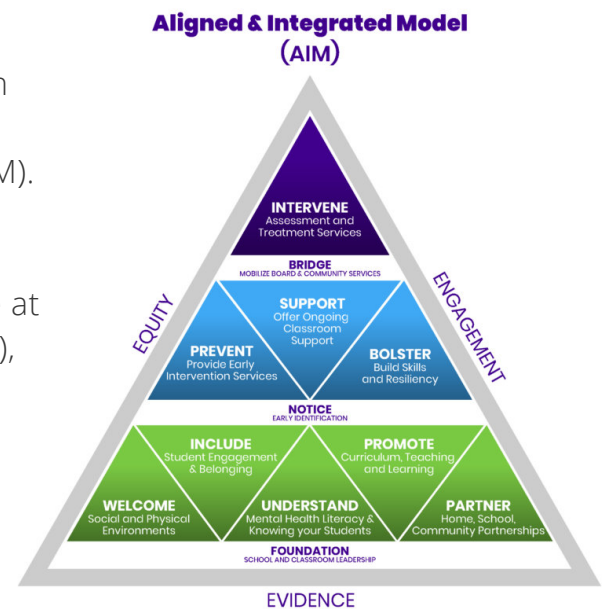 Aligned & Integrated Model
(AIM)
M).
at
),
INTERVENE
Assessment and
Treatment Services
BRIDGE
MOBILIZE BOARD & COMMUNITY SERVICES
EQUITY
ENGAGEMENT
SUPPORT
Offer Ongoing
Classroom
Support
PREVENT
Provide Early
Intervention Services
BOLSTER
Build Skills
and Resiliency
NOTICE
EARLY IDENTIFICATION
INCLUDE
Student Engagement
& Belonging
PROMOTE
Curriculum, Teaching
and Learning
WELCOME
Social and Physical
Environments
UNDERSTAND
Mental Health Literacy &
Knowing your Students
PARTNER
Home, School,
Community Partnerships
FOUNDATION
SCHOOL AND CLASSROOM LEADERSHIP
EVIDENCE